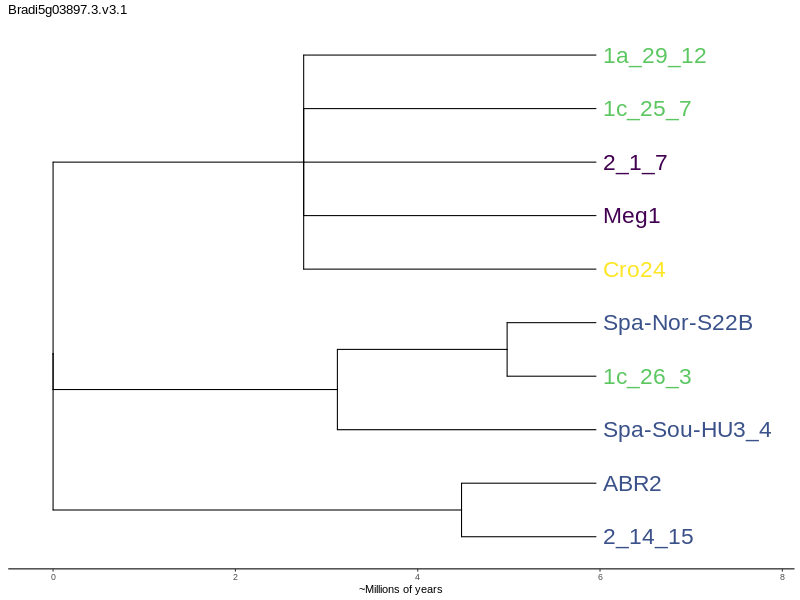 Bradi5g03897.3.v3.1
1a_29_12
1c_25_7
2_1_7
Meg1
Cro24
Spa-Nor-S22B
1c_26_3
Spa-Sou-HU3_4
ABR2
2_14_15
0 2 4 6 8
~Millions of years